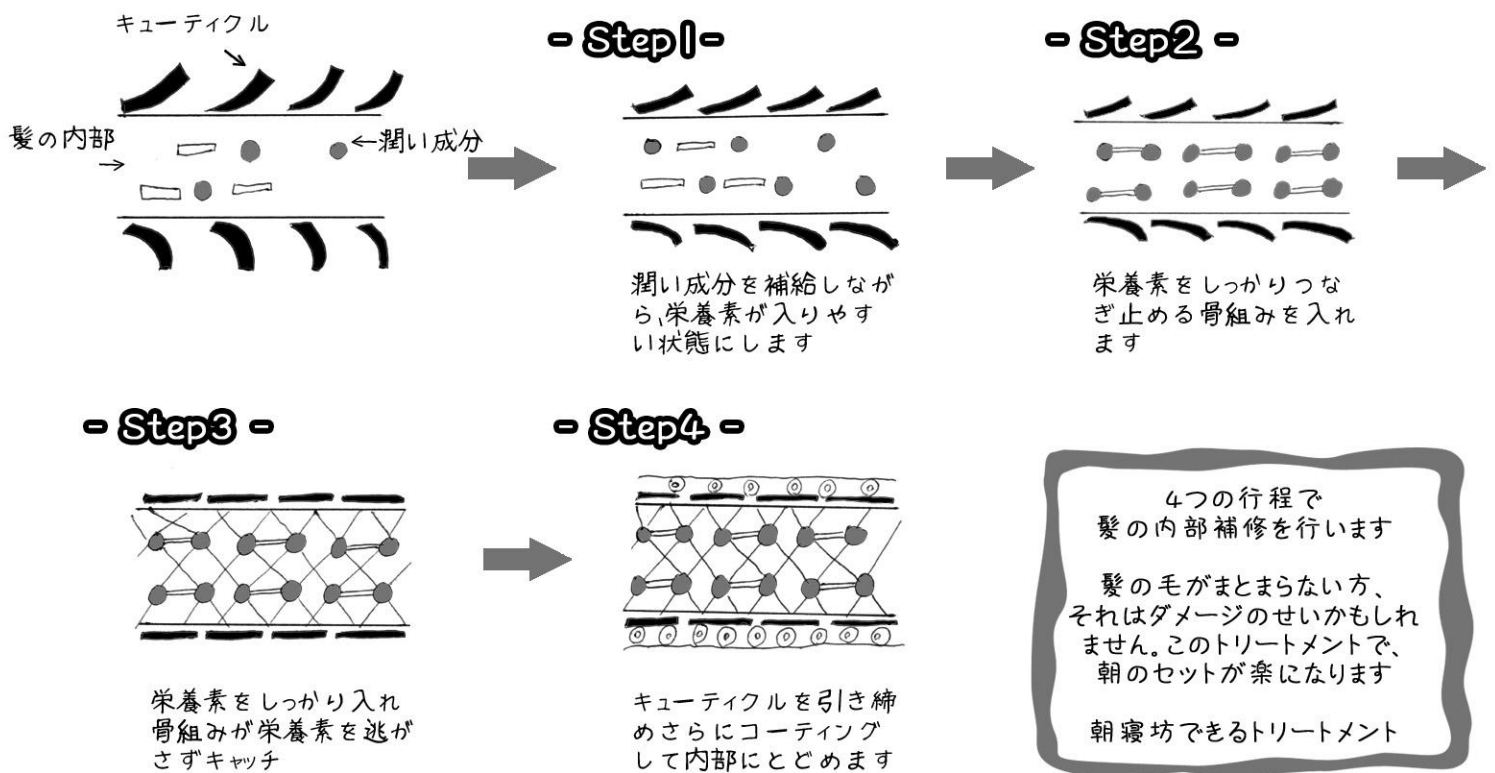 キューティクル
髪の内部
潤い成分
- Step1 -
潤い成分を補給しなが
ら、栄養素が入りやす
い状態にします
- Step2 -
栄養素をしっかりつな
ぎ止める骨組みを入れ
ます
- Step3 -
栄養素をしっかり入れ
骨組みが栄養素を逃が
さずキャッチ
- Step4 -
キューティクルを引き締
めさらにコーティング
して内部にとどめます
4つの行程で
髪の内部補修を行います
髪の毛がまとまらない方、
それはダメージのせいかもしれ
ません。このトリートメントで、
朝のセットが楽になります
朝寝坊できるトリートメント